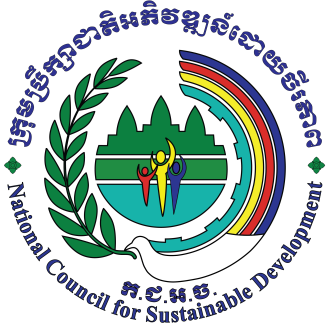 ក្រុមប្រឹក្សាជាតិអភិវឌ្ឍន៍ដោយចីរភាព
ក.ជ.អ.ច.
National Council for Sustainable Development